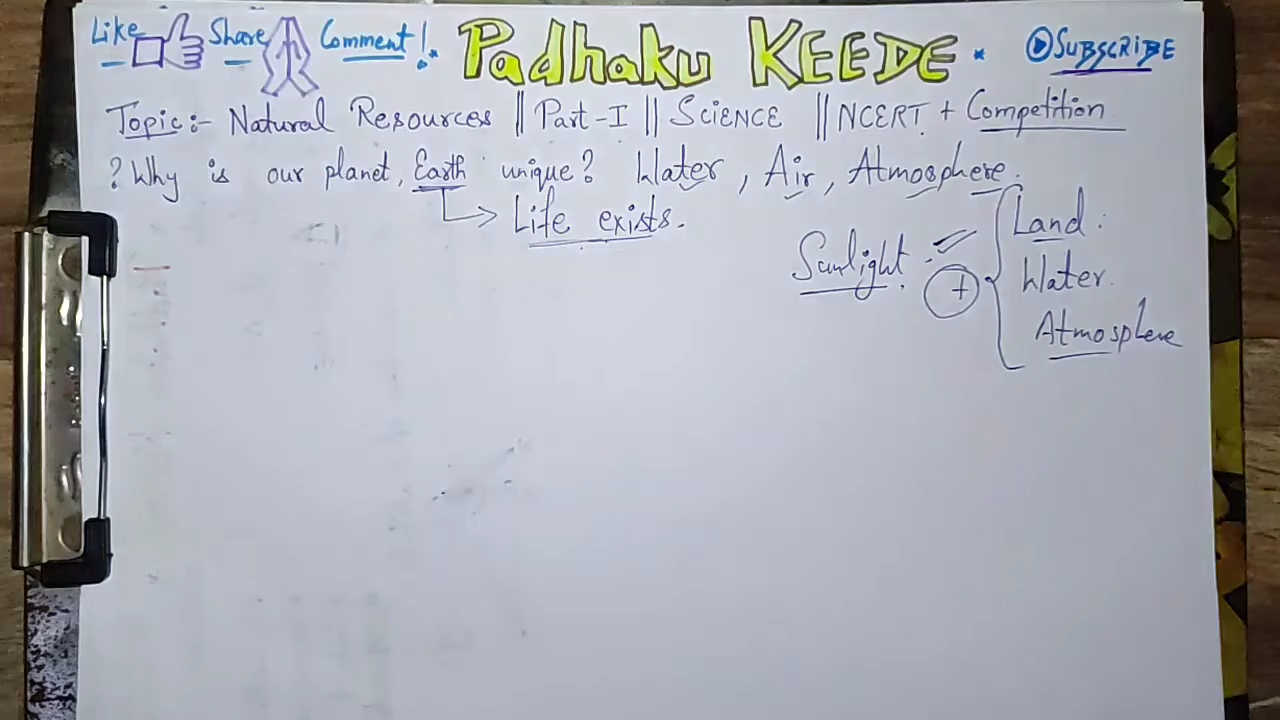 Like Share Comment! Padhaku KEEDE SUBSCRIBE
Topic:- Natural Resources || Part-I || SCIENCE || NCERT + Competition
? Why is our planet, Earth unique? Water, Air, Atmosphere.
Life exists.
Sunlight. + Land.
Water.
Atmosphere